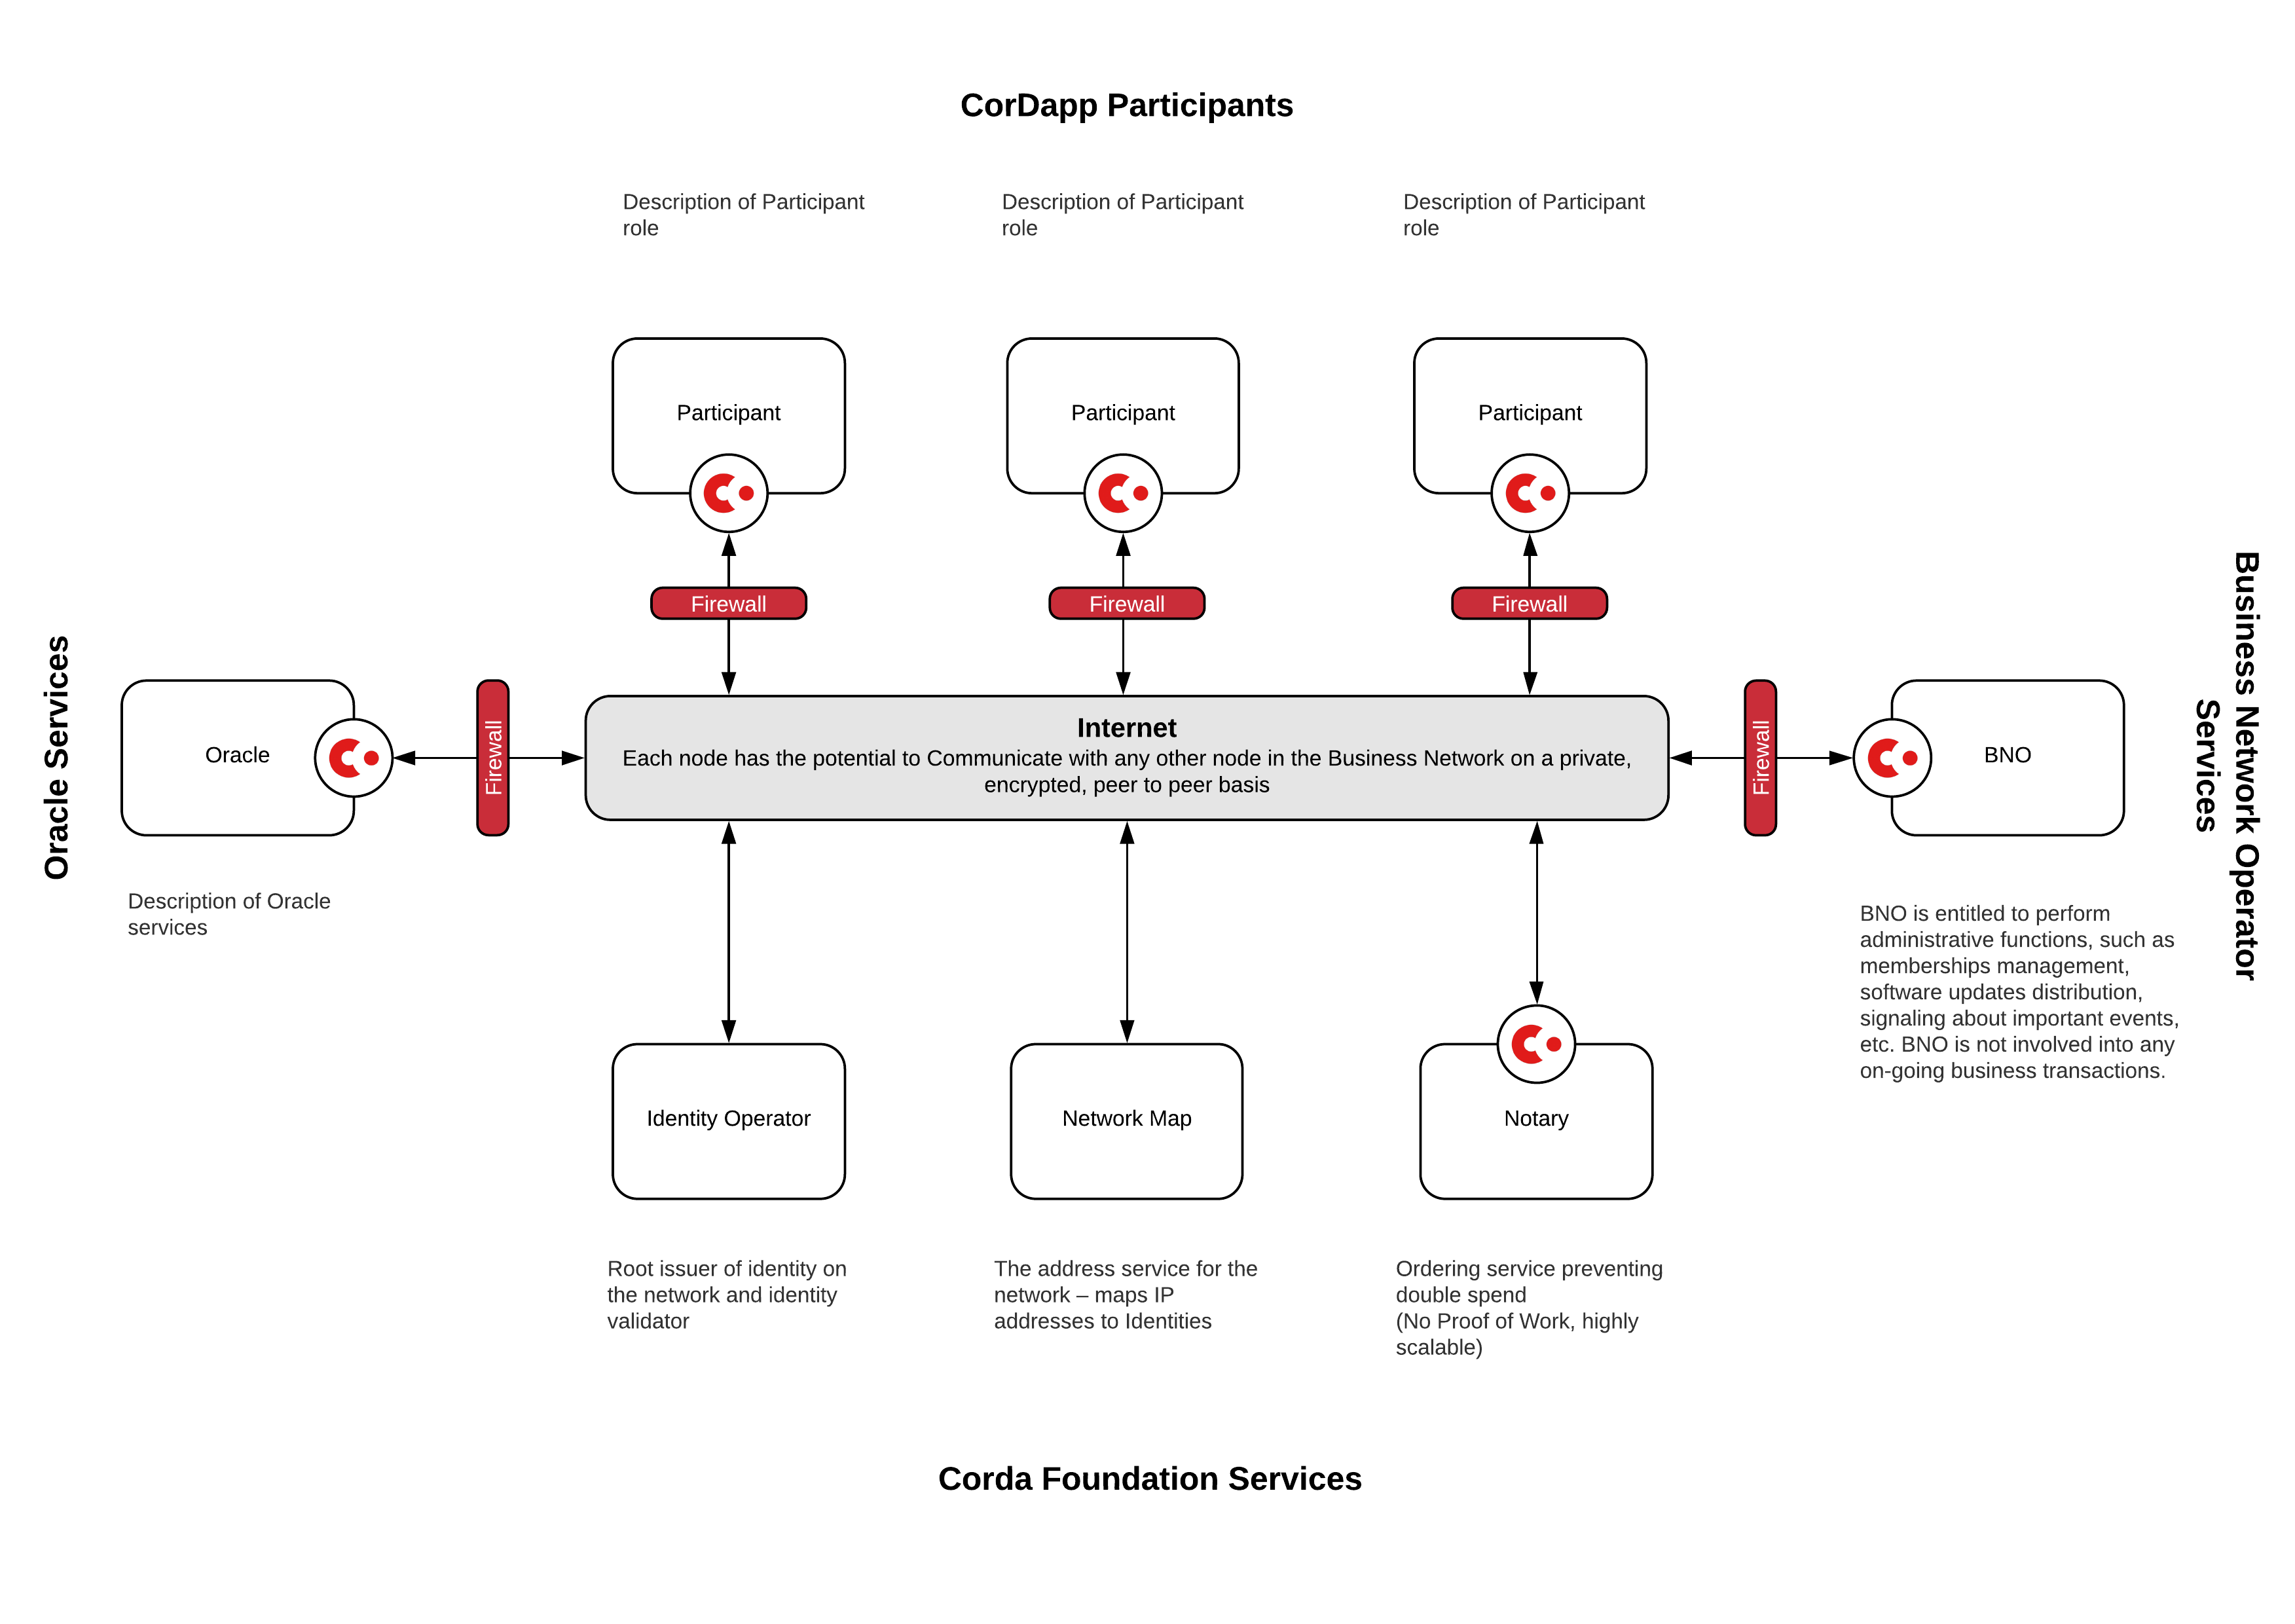 CorDapp Participants
Description of Participant
role
Description of Participant
role
Description of Participant
role
Participant
Participant
Participant
Firewall
Firewall
Firewall
Oracle Services
Oracle
Firewall
Internet
Each node has the potential to Communicate with any other node in the Business Network on a private,
encrypted, peer to peer basis
Firewall
BNO
Business Network Operator
Services
Description of Oracle
services
BNO is entitled to perform
administrative functions, such as
memberships management,
software updates distribution,
signaling about important events,
etc. BNO is not involved into any
on-going business transactions.
Identity Operator
Network Map
Notary
Root issuer of identity on
the network and identity
validator
The address service for the
network – maps IP
addresses to Identities
Ordering service preventing
double spend
(No Proof of Work, highly
scalable)
Corda Foundation Services